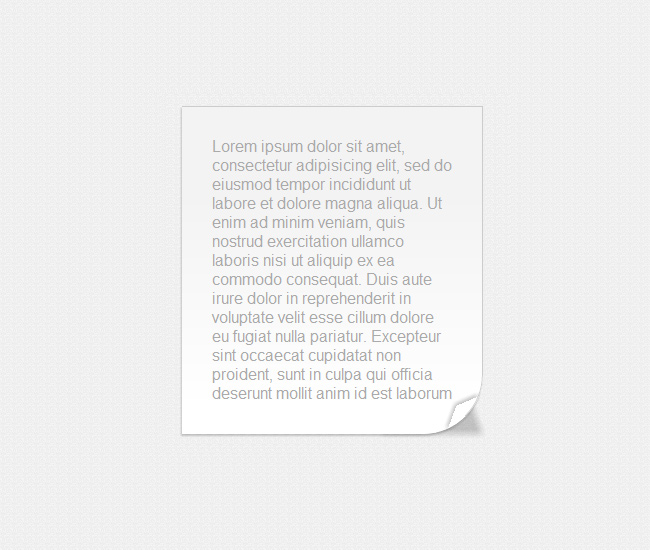 Lorem ipsum dolor sit amet,
consectetur adipisicing elit, sed do
eiusmod tempor incididunt ut
labore et dolore magna aliqua. Ut
enim ad minim veniam, quis
nostrud exercitation ullamco
laboris nisi ut aliquip ex ea
commodo consequat. Duis aute
irure dolor in reprehenderit in
voluptate velit esse cillum dolore
eu fugiat nulla pariatur. Excepteur
sint occaecat cupidatat non
proident, sunt in culpa qui officia
deserunt mollit anim id est laborum